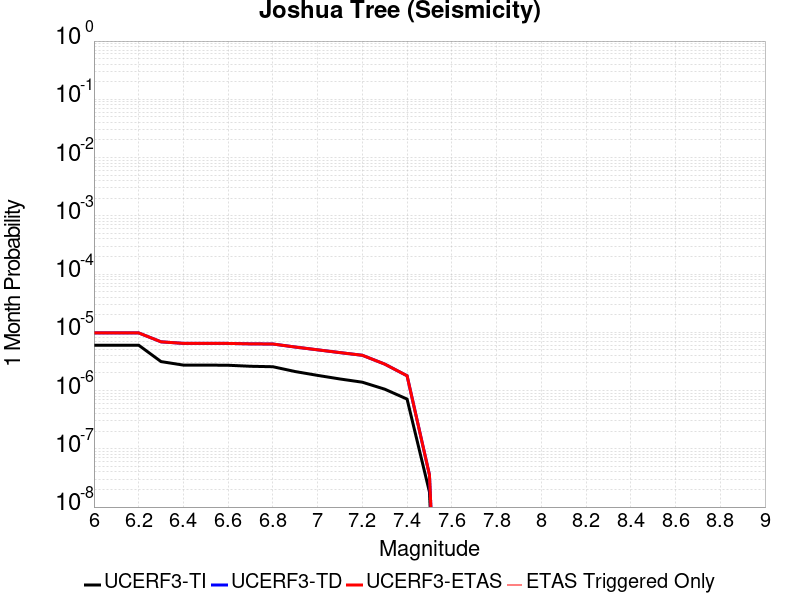 Joshua Tree (Seismicity)
10^0
10^-1
10^-2
10^-3
10^-4
10^-5
10^-6
10^-7
10^-8
1 Month Probability
6 6.2 6.4 6.6 6.8 7 7.2 7.4 7.6 7.8 8 8.2 8.4 8.6 8.8 9
Magnitude
UCERF3-TI UCERF3-TD UCERF3-ETAS ETAS Triggered Only